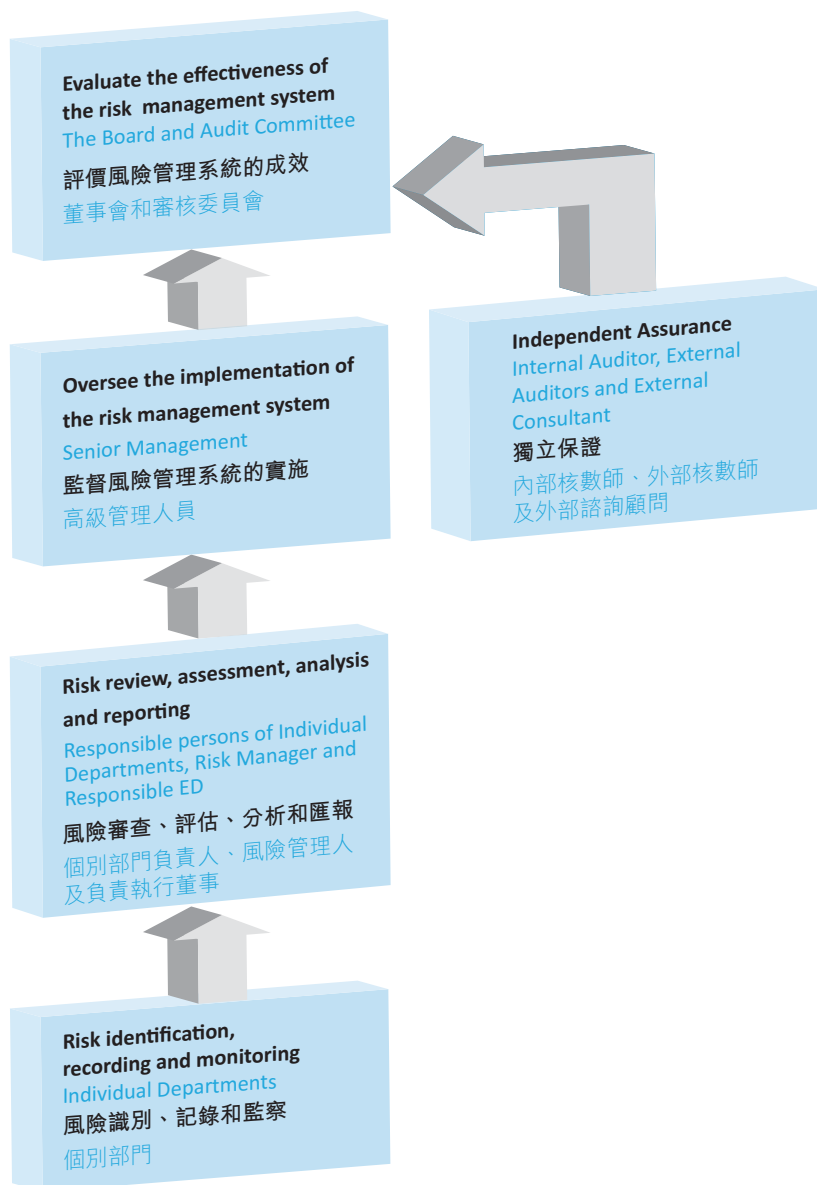 Evaluate the effectiveness of
the risk management system
The Board and Audit Committee
評價風險管理系統的成效
董事會和審核委員會
Independent Assurance
Internal Auditor, External
Auditors and External
Consultant
獨立保證
內部核數師、外部核數師
及外部諮詢顧問
Oversee the implementation of
the risk management system
Senior Management
監督風險管理系統的實施
高級管理人員
Risk review, assessment, analysis
and reporting
Responsible persons of Individual
Departments, Risk Manager and
Responsible ED
風險審查、評估、分析和匯報
個別部門負責人、風險管理人
及負責執行董事
Risk identification,
recording and monitoring
Individual Departments
風險識別、記錄和監察
個別部門